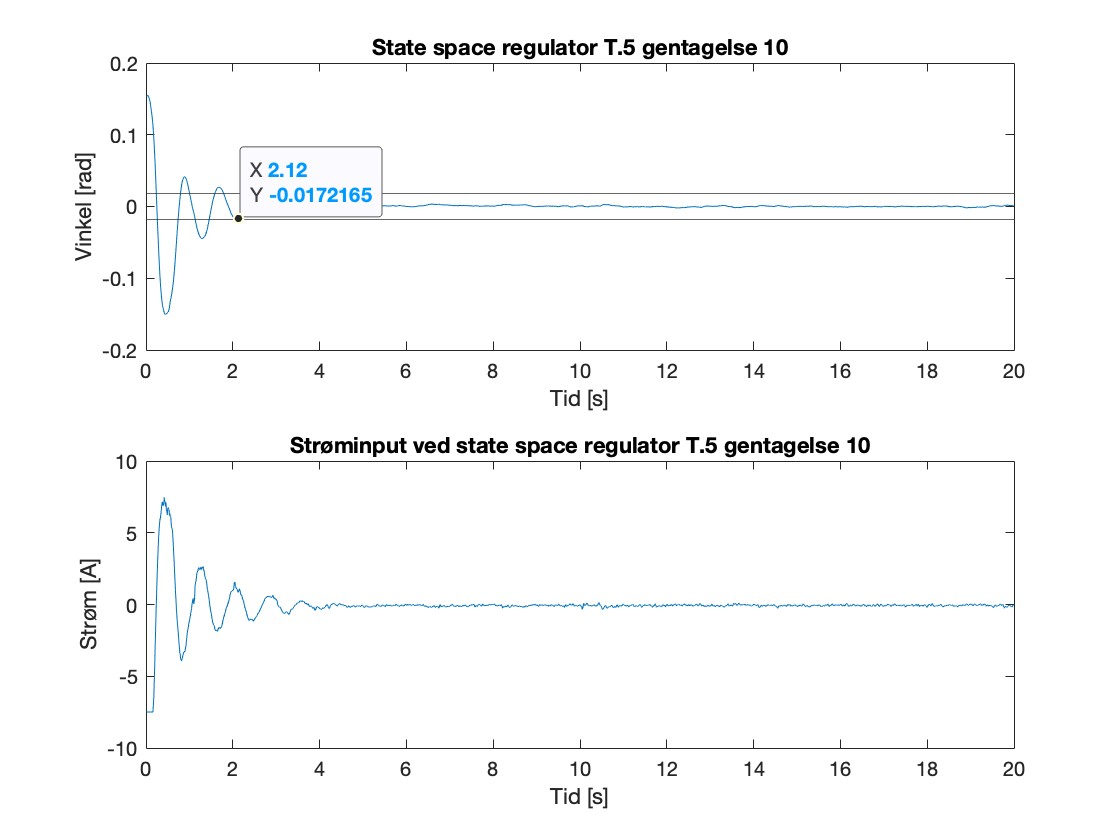 State space regulator T.5 gentagelse 10
Vinkel [rad]
0.2
0.1
0
-0.1
-0.2
X 2.12
Y -0.0172165
0 2 4 6 8 10 12 14 16 18 20
Tid [s]
Strøminput ved state space regulator T.5 gentagelse 10
Strøm [A]
10
5
0
-5
-10
0 2 4 6 8 10 12 14 16 18 20
Tid [s]